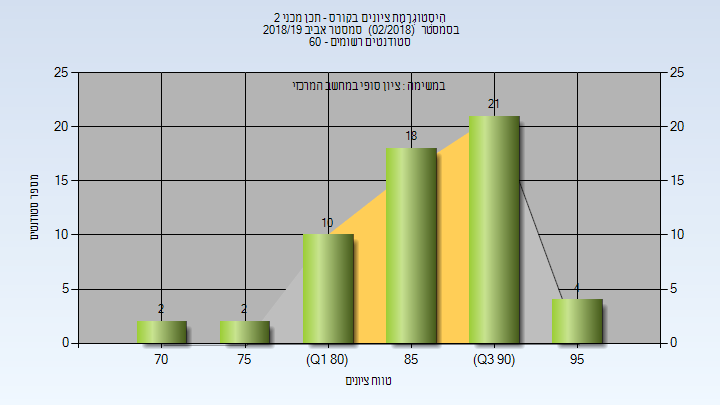 היסטוגרמת ציונים בקורס - תכן מכני 2
בסמסטר (02/2018) סמסטר אביב 2018/19
סטודנטים רשומים - 60
במשימה : ציון סופי במחשב המרכזי
25 25
20 20
15 15
10 10
5 5
0 0
2 2 10 18 21 4
70 75 (Q1 80) 85 (Q3 90) 95
מספר סטודנטים
טווח ציונים